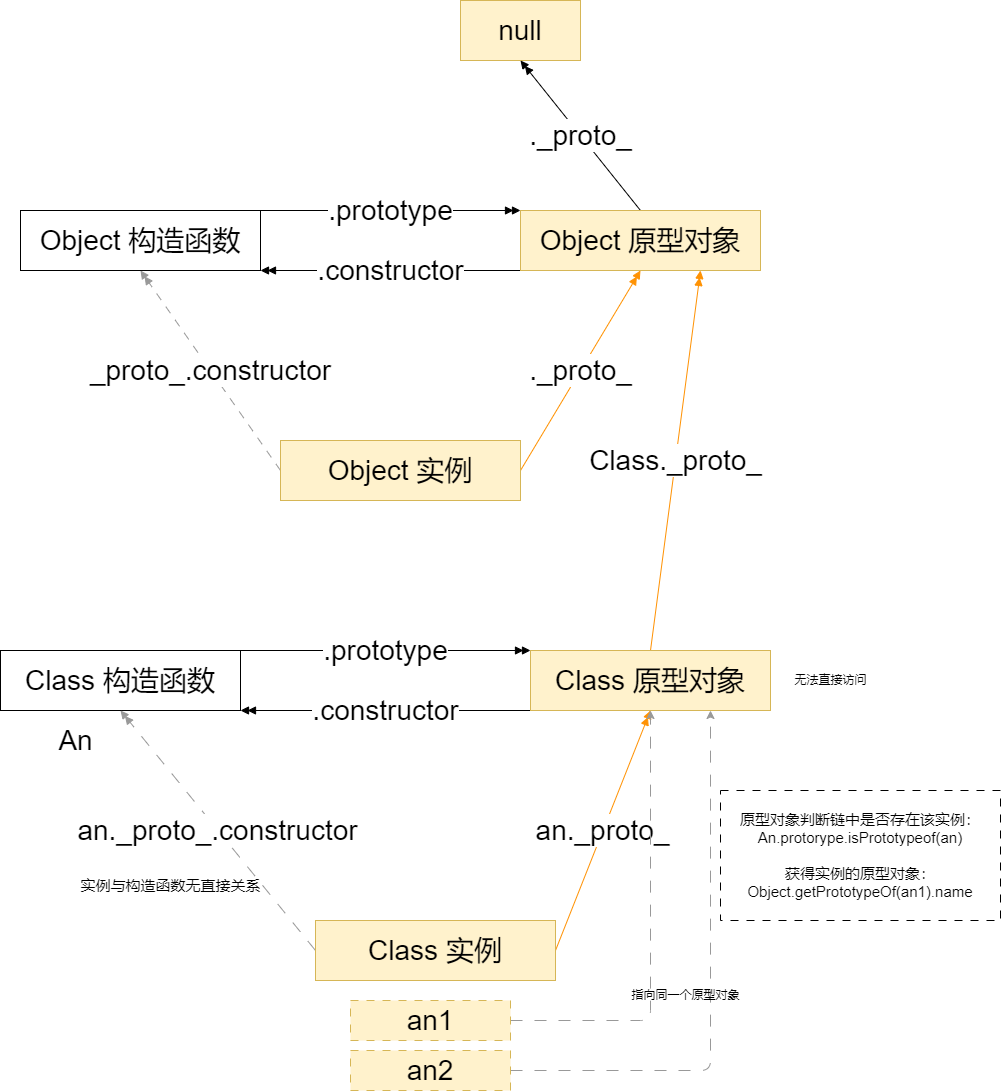 null
._proto_
.prototype
Object 构造函数
Object 原型对象
.constructor
_proto_.constructor
._proto_
Object 实例
Class._proto_
.prototype
Class 构造函数
Class 原型对象
无法直接访问
.constructor
An
an._proto_.constructor
an._proto_
原型对象判断链中是否存在该实例：
An.protorype.isPrototypeof(an)
获得实例的原型对象：
Object.getPrototypeOf(an1).name
实例与构造函数无直接关系
Class 实例
指向同一个原型对象
an1
an2